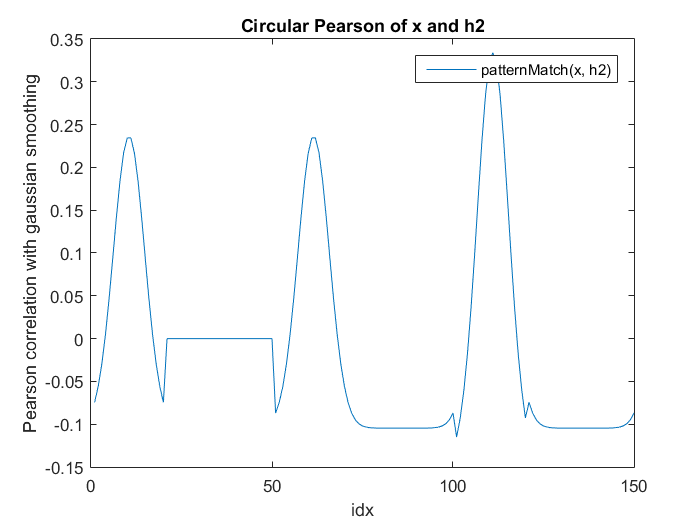 Circular Pearson of x and h2
patternMatch(x, h2)
Pearson correlation with gaussian smoothing
0.35
0.3
0.25
0.2
0.15
0.1
0.05
0
-0.05
-0.1
-0.15
0 50 100 150
idx